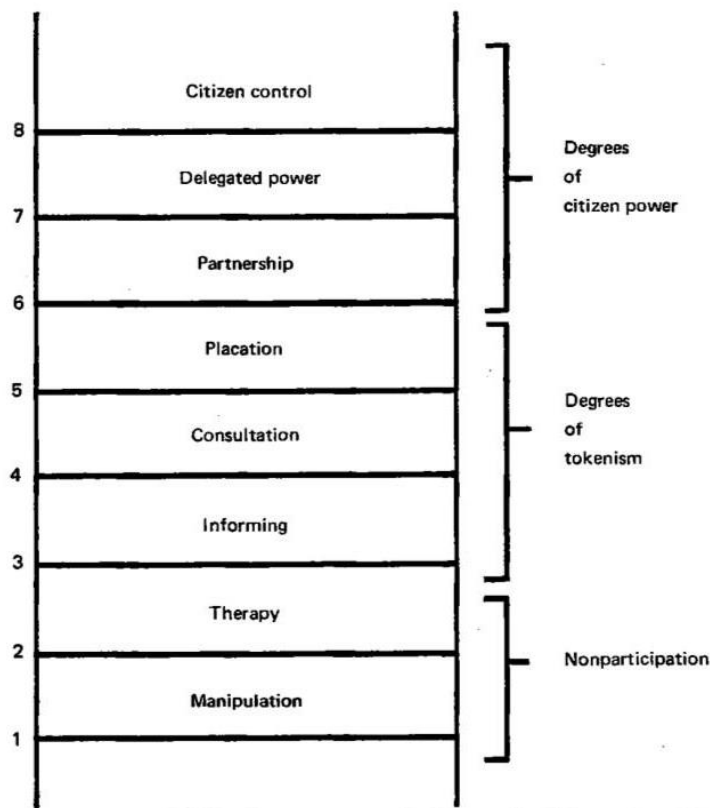 Citizen control
8
Delegated power
7
Partnership
6
Placation
5
Consultation
4
Informing
3
Therapy
2
Manipulation
1
Degrees
of
citizen power
Degrees
of
tokenism
Nonparticipation